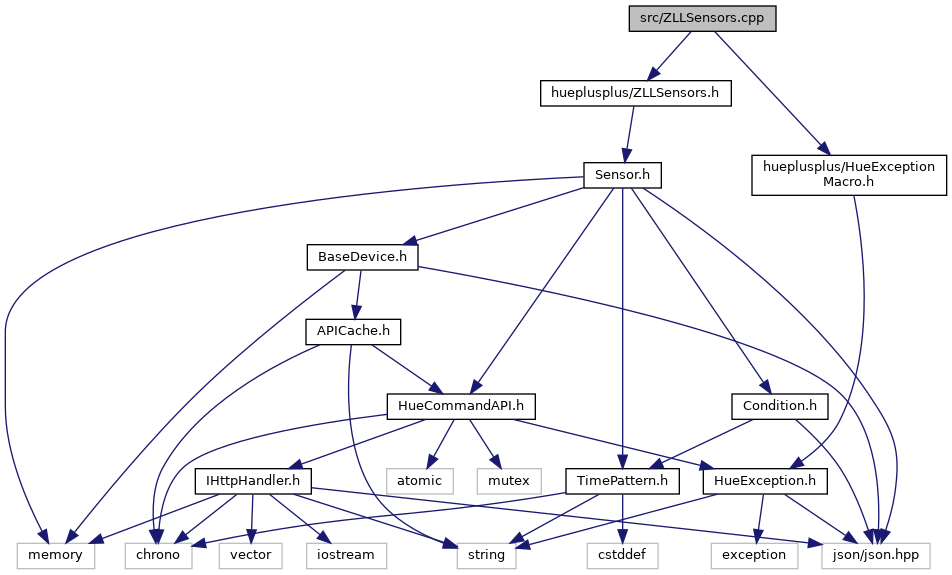 src/ZLLSensors.cpp
hueplusplus/ZLLSensors.h
hueplusplus/HueException
Macro.h
Sensor.h
BaseDevice.h
APICache.h
HueCommandAPI.h
Condition.h
IHttpHandler.h
atomic
mutex
TimePattern.h
HueException.h
memory
chrono
vector
iostream
string
cstddef
exception
json/json.hpp